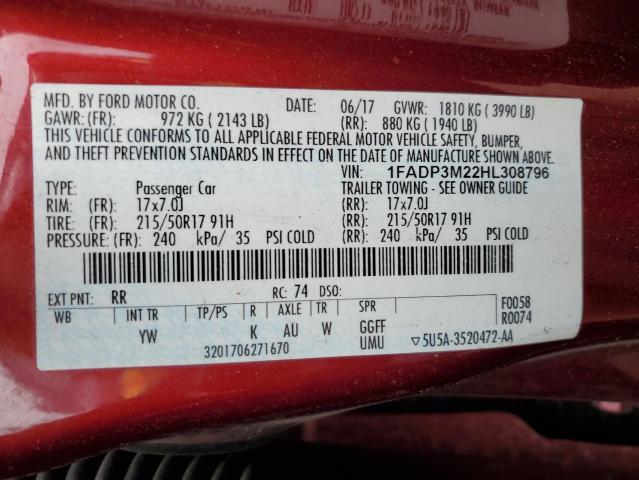 MFD. BY FORD MOTOR CO. DATE: 06/17 GVWR: 1810 KG ( 3990 LB)
GAWR: (FR): 972 KG ( 2143 LB) (RR): 880 KG ( 1940 LB)
THIS VEHICLE CONFORMS TO ALL APPLICABLE FEDERAL MOTOR VEHICLE SAFETY, BUMPER,
AND THEFT PREVENTION STANDARDS IN EFFECT ON THE DATE OF MANUFACTURE SHOWN ABOVE.
VIN: 1FADP3M22HL308796
TYPE: Passenger Car TRAILER TOWING - SEE OWNER GUIDE
RIM: (FR): 17x7.0J (RR): 17x7.0J
TIRE: (FR): 215/50R17 91H (RR): 215/50R17 91H
PRESSURE: (FR): 240 kPa/ 35 PSI COLD (RR): 240 kPa/ 35 PSI COLD
EXT PNT: RR RC: 74 DSO:
WB INT TR TP/PS R AXLE TR SPR F0058
R0074
YW K AU W GGFF
UMU
3201706271670 ▽5U5A-3520472-AA